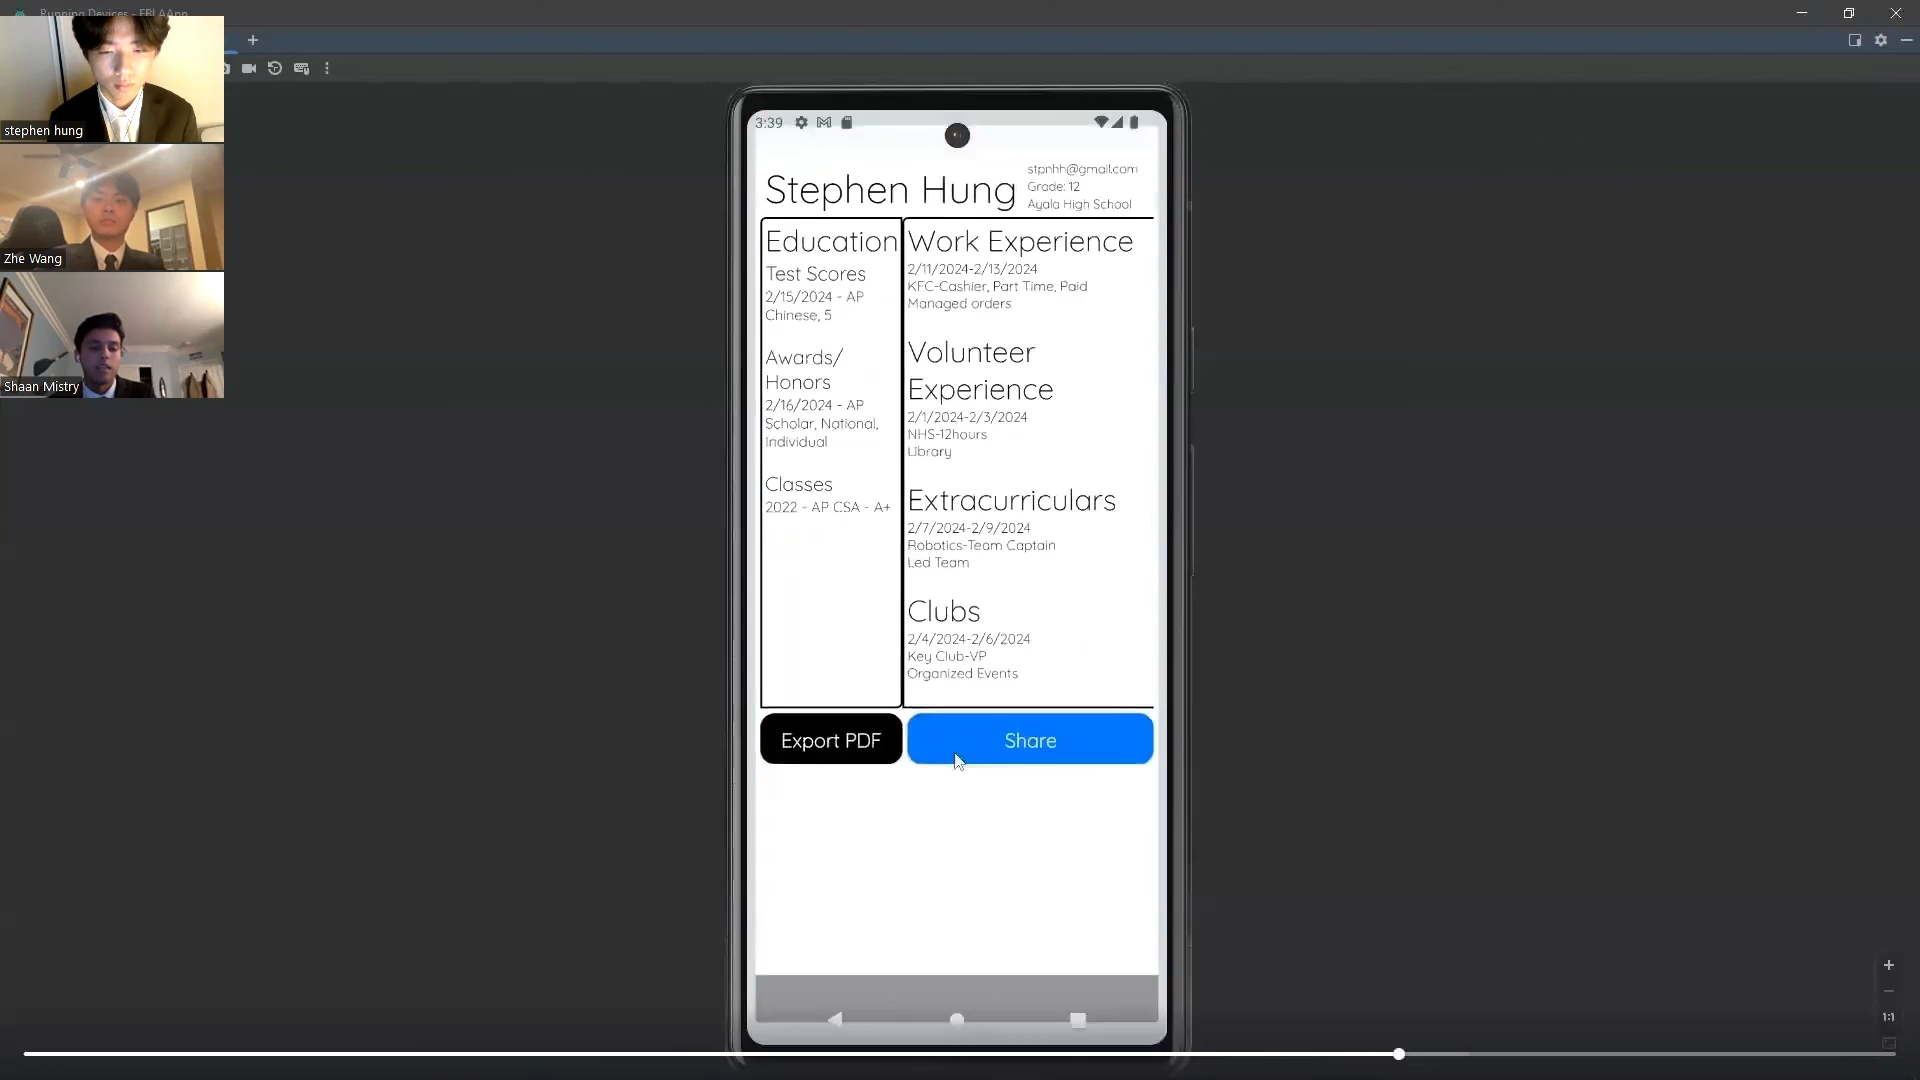 Running Devices - FBLAApp
stephen hung
Zhe Wang
Shaan Mistry
3:39
Stephen Hung
stpnhh@gmail.com
Grade: 12
Ayala High School
Education
Test Scores
2/15/2024 - AP
Chinese, 5
Awards/
Honors
2/16/2024 - AP
Scholar, National,
Individual
Classes
2022 - AP CSA - A+
Work Experience
2/11/2024-2/13/2024
KFC-Cashier, Part Time, Paid
Managed orders
Volunteer
Experience
2/1/2024-2/3/2024
NHS-12hours
Library
Extracurriculars
2/7/2024-2/9/2024
Robotics-Team Captain
Led Team
Clubs
2/4/2024-2/6/2024
Key Club-VP
Organized Events
Export PDF
Share
1:1